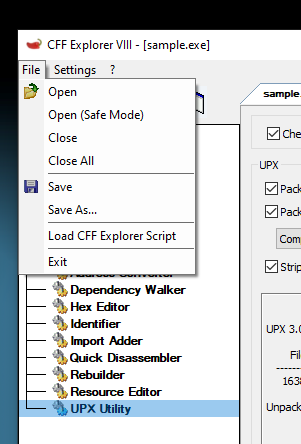 CFF Explorer VIII - [sample.exe]
File Settings ?
sample.
Open
Open (Safe Mode)
Close
Close All
Save
Save As...
Load CFF Explorer Script
Exit
Address Converter
Dependency Walker
Hex Editor
Identifier
Import Adder
Quick Disassembler
Rebuilder
Resource Editor
UPX Utility
Che
UPX
Pack
Pack
Com
Strip
UPX 3.0
Fil
-------
1638
Unpack